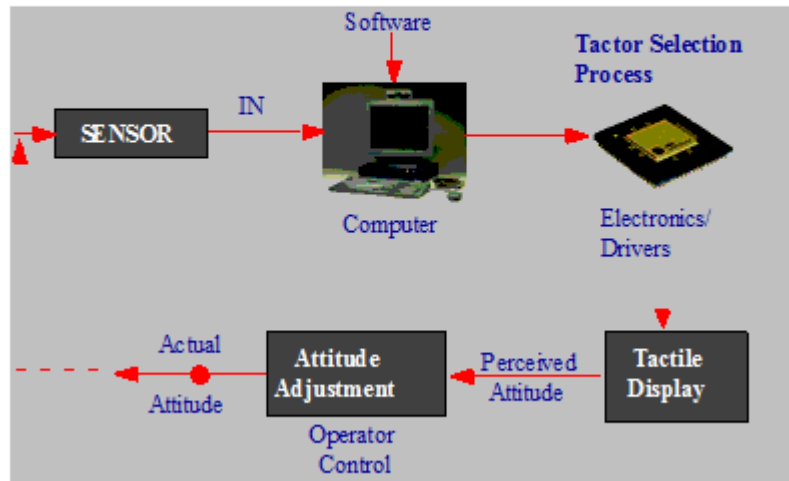 Software
Tactor Selection
Process
IN
SENSOR
Computer
Electronics/
Drivers
Actual
Attitude
Attitude
Adjustment
Operator
Control
Perceived
Attitude
Tactile
Display